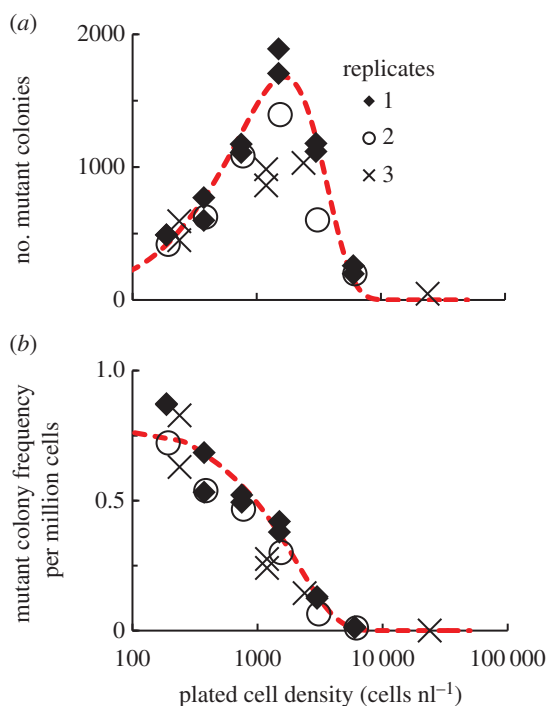 (a)
2000
1000
0
no. mutant colonies
replicates
1
2
3
(b)
1.0
0.5
0
mutant colony frequency
per million cells
100
1000
10 000
100 000
plated cell density (cells nl⁻¹)